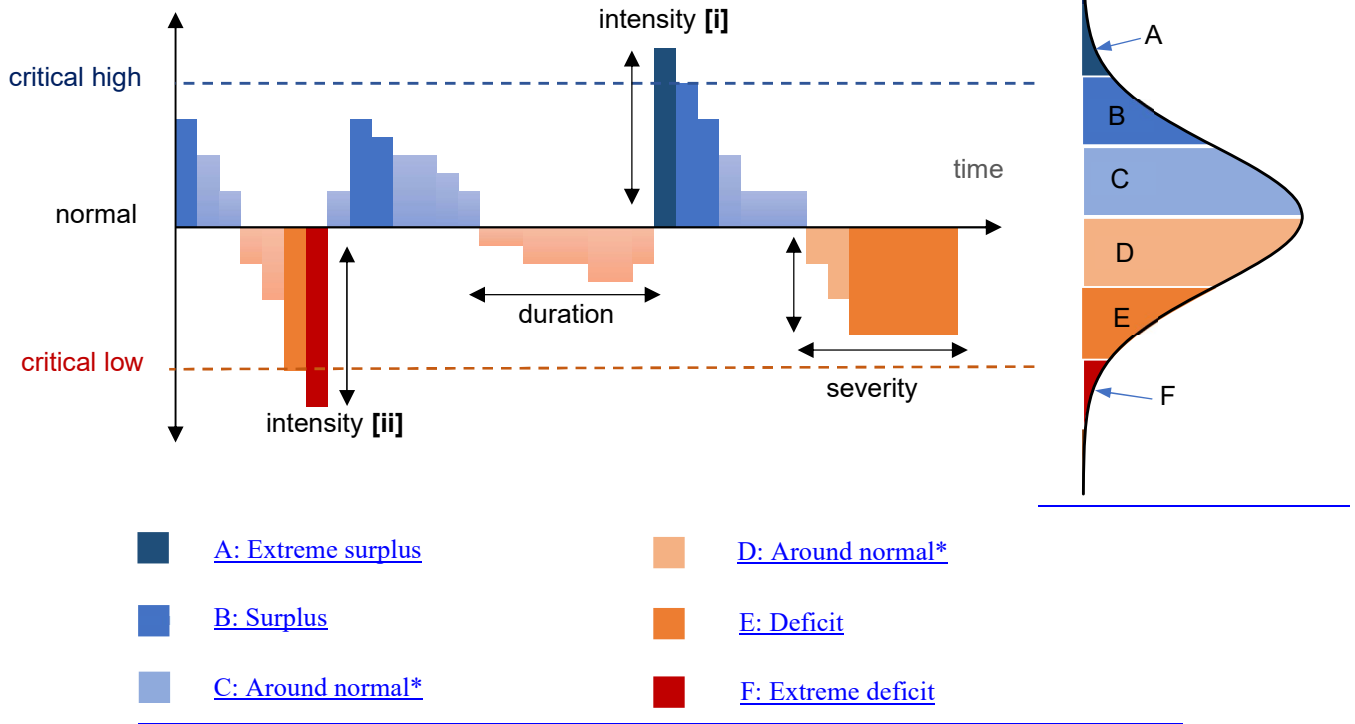 intensity [i]
critical high
time
normal
duration
critical low
severity
intensity [ii]
A
B
C
D
E
F
A: Extreme surplus
D: Around normal*
B: Surplus
E: Deficit
C: Around normal*
F: Extreme deficit